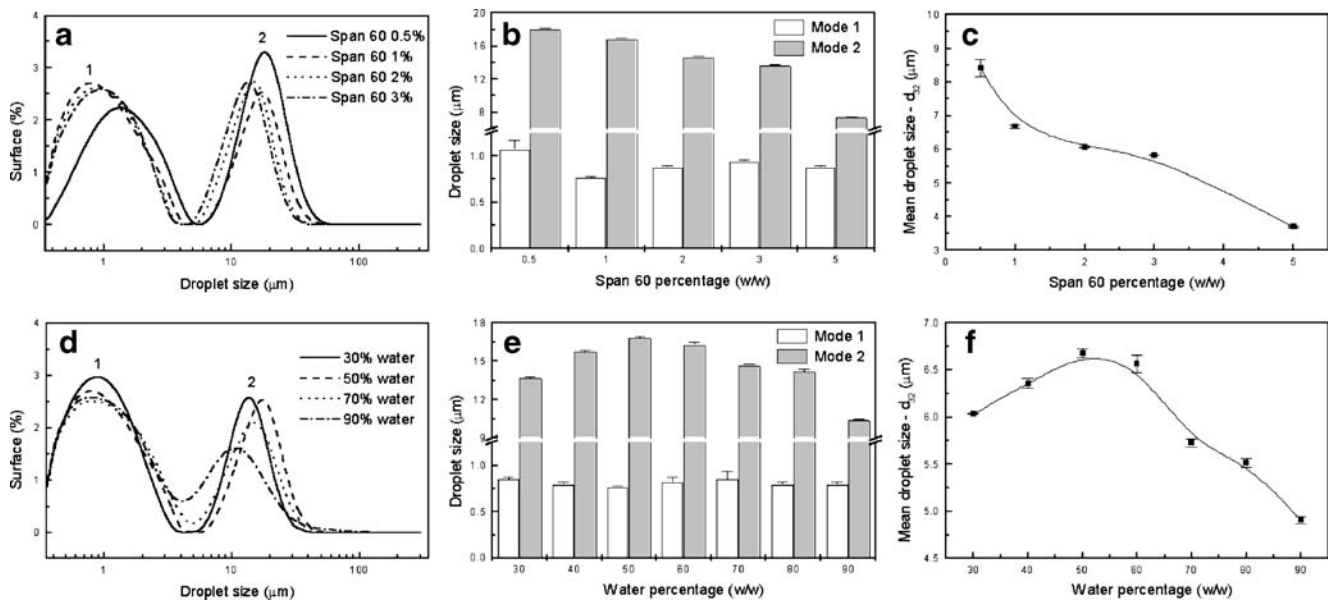 a
1
2
Span 60 0.5%
Span 60 1%
Span 60 2%
Span 60 3%
Surface (%)
4
3
2
1
0
1 10 100
Droplet size (μm)
b
Mode 1
Mode 2
Droplet size (μm)
20
16
12
8
1.0
0.5
0.0
0.5 1 2 3 5
Span 60 percentage (w/w)
c
Mean droplet size - d32 (μm)
10
9
8
7
6
5
4
3
0 1 2 3 4 5
Span 60 percentage (w/w)
d
1
2
30% water
50% water
70% water
90% water
Surface (%)
4
3
2
1
0
1 10 100
Droplet size (μm)
e
Mode 1
Mode 2
Droplet size (μm)
18
15
12
9
1.0
0.5
0.0
30 40 50 60 70 80 90
Water percentage (w/w)
f
Mean droplet size - d32 (μm)
7.0
6.5
6.0
5.5
5.0
4.5
30 40 50 60 70 80 90
Water percentage (w/w)